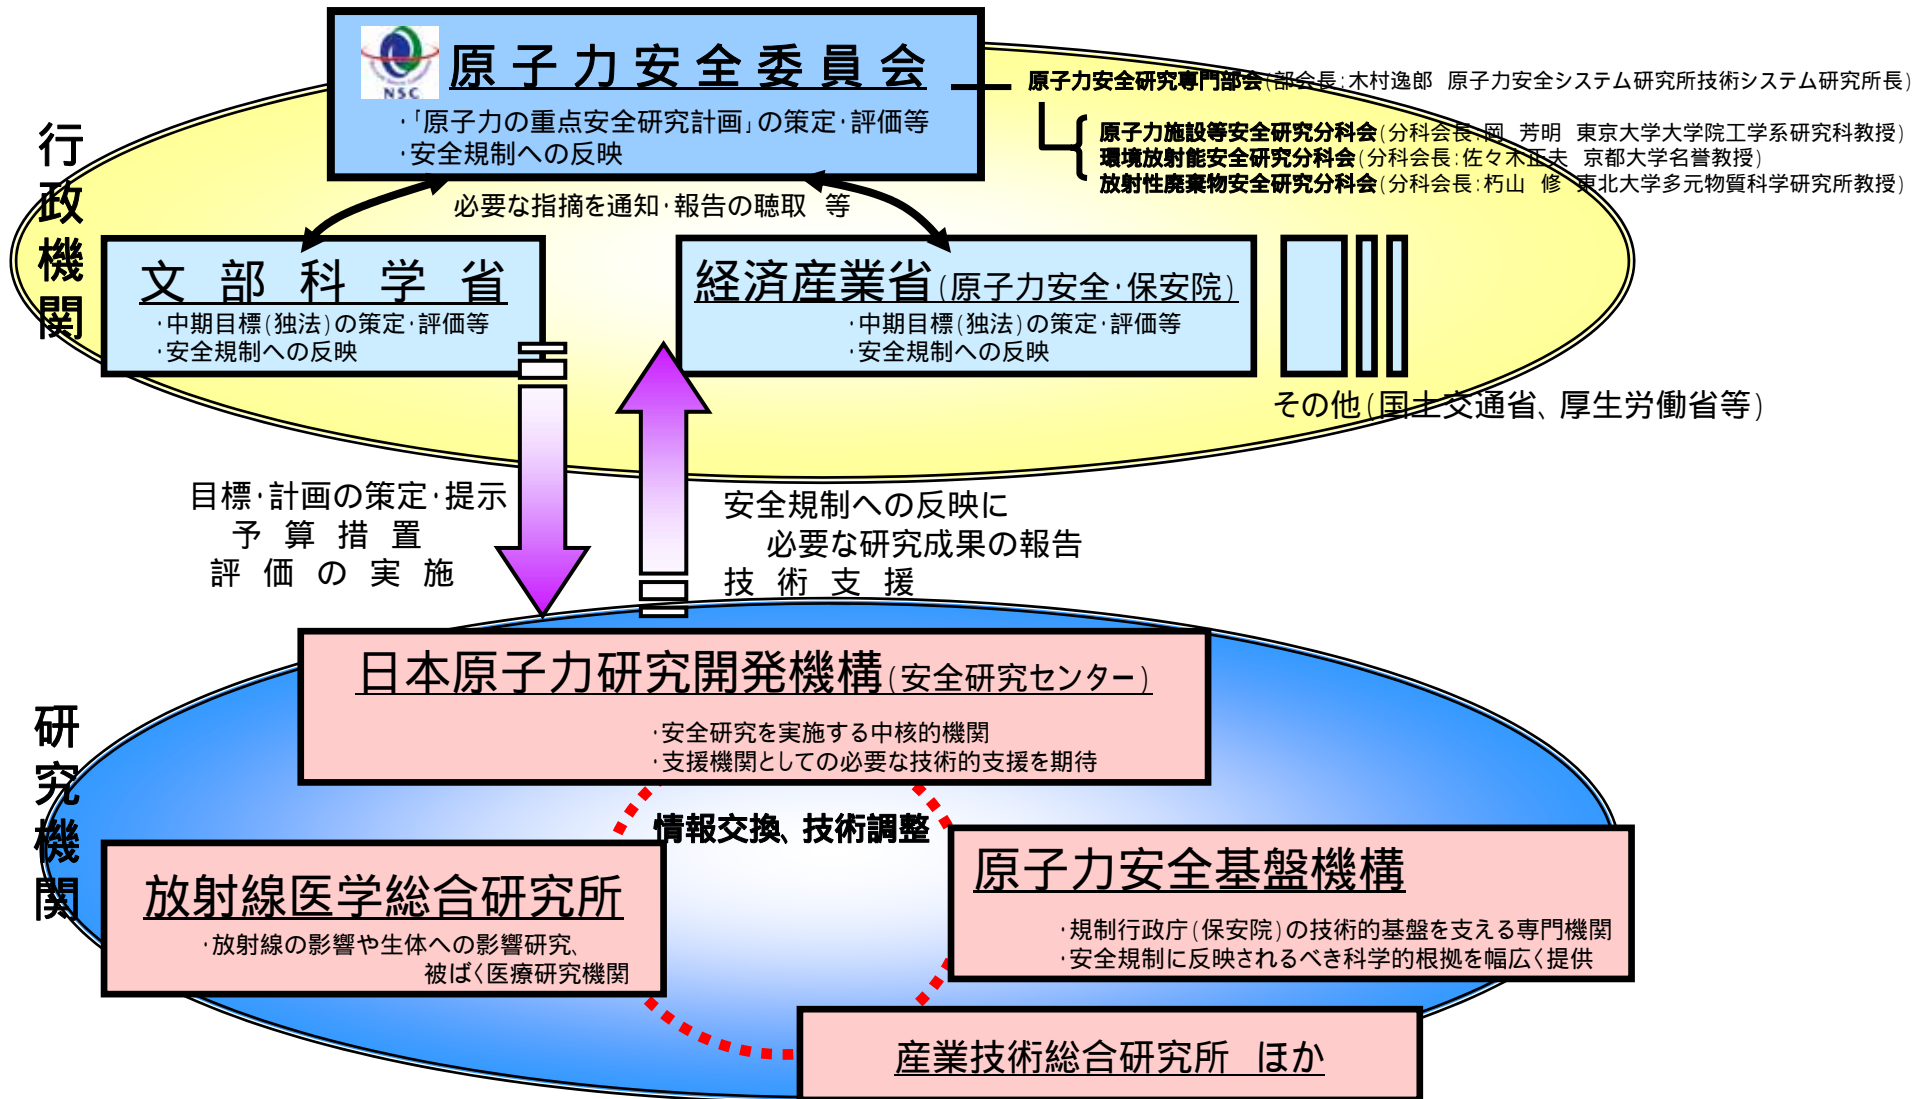 原子力安全委員会
NSC
・「原子力の重点安全研究計画」の策定・評価等
・安全規制への反映
原子力安全研究専門部会(部会長:木村逸郎 原子力安全システム研究所技術システム研究所長)
原子力施設等安全研究分科会(分科会長:岡 芳明 東京大学大学院工学系研究科教授)
環境放射能安全研究分科会(分科会長:佐々木正夫 京都大学名誉教授)
放射性廃棄物安全研究分科会(分科会長:朽山 修 東北大学多元物質科学研究所教授)
行政機関
必要な指摘を通知・報告の聴取 等
文部科学省
・中期目標(独法)の策定・評価等
・安全規制への反映
経済産業省(原子力安全・保安院)
・中期目標(独法)の策定・評価等
・安全規制への反映
その他(国土交通省、厚生労働省等)
目標・計画の策定・提示
予算措置
評価の実施
安全規制への反映に
必要な研究成果の報告
技術支援
研究機関
日本原子力研究開発機構(安全研究センター)
・安全研究を実施する中核的機関
・支援機関としての必要な技術的支援を期待
情報交換、技術調整
放射線医学総合研究所
・放射線の影響や生体への影響研究、
被ばく医療研究機関
原子力安全基盤機構
・規制行政庁(保安院)の技術的基盤を支える専門機関
・安全規制に反映されるべき科学的根拠を幅広く提供
産業技術総合研究所 ほか